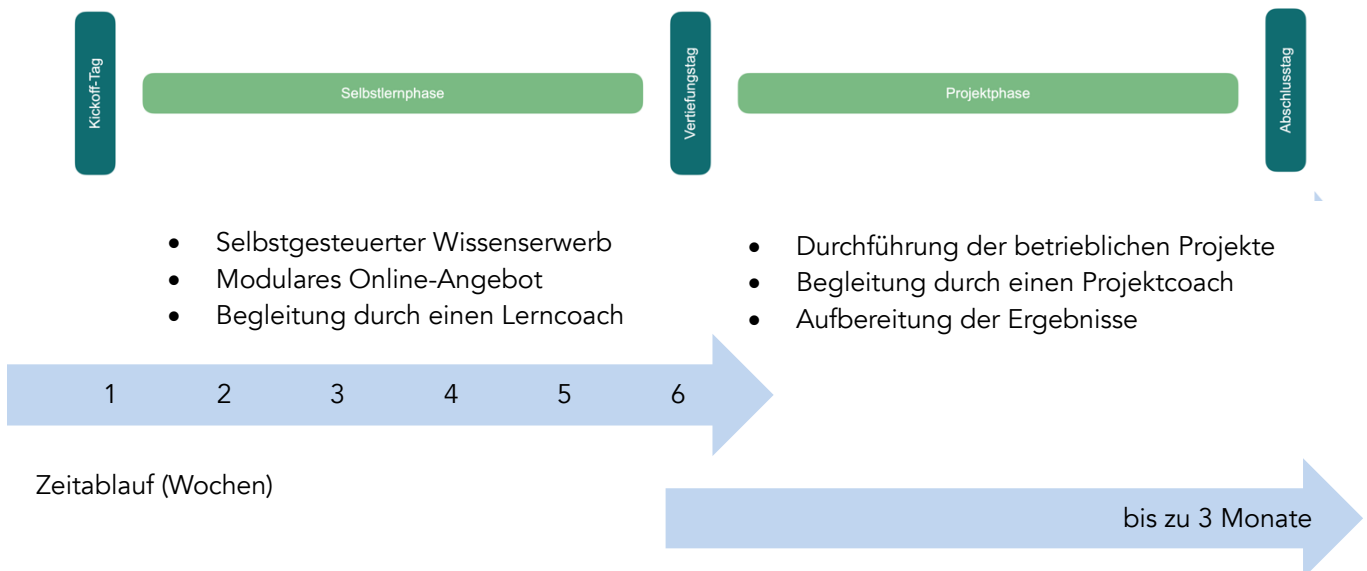 Kickoff-Tag
Selbstlernphase
Vertiefungstag
Projektphase
Abschlusstag
• Selbstgesteuerter Wissenserwerb
• Modulares Online-Angebot
• Begleitung durch einen Lerncoach
• Durchführung der betrieblichen Projekte
• Begleitung durch einen Projektcoach
• Aufbereitung der Ergebnisse
1 2 3 4 5 6
Zeitablauf (Wochen)
bis zu 3 Monate